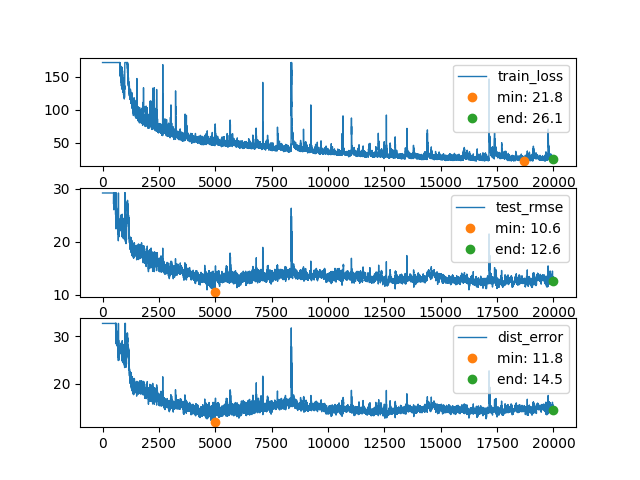 150
100
50
train_loss
min: 21.8
end: 26.1
0 2500 5000 7500 10000 12500 15000 17500 20000
30
20
10
test_rmse
min: 10.6
end: 12.6
0 2500 5000 7500 10000 12500 15000 17500 20000
30
20
dist_error
min: 11.8
end: 14.5
0 2500 5000 7500 10000 12500 15000 17500 20000